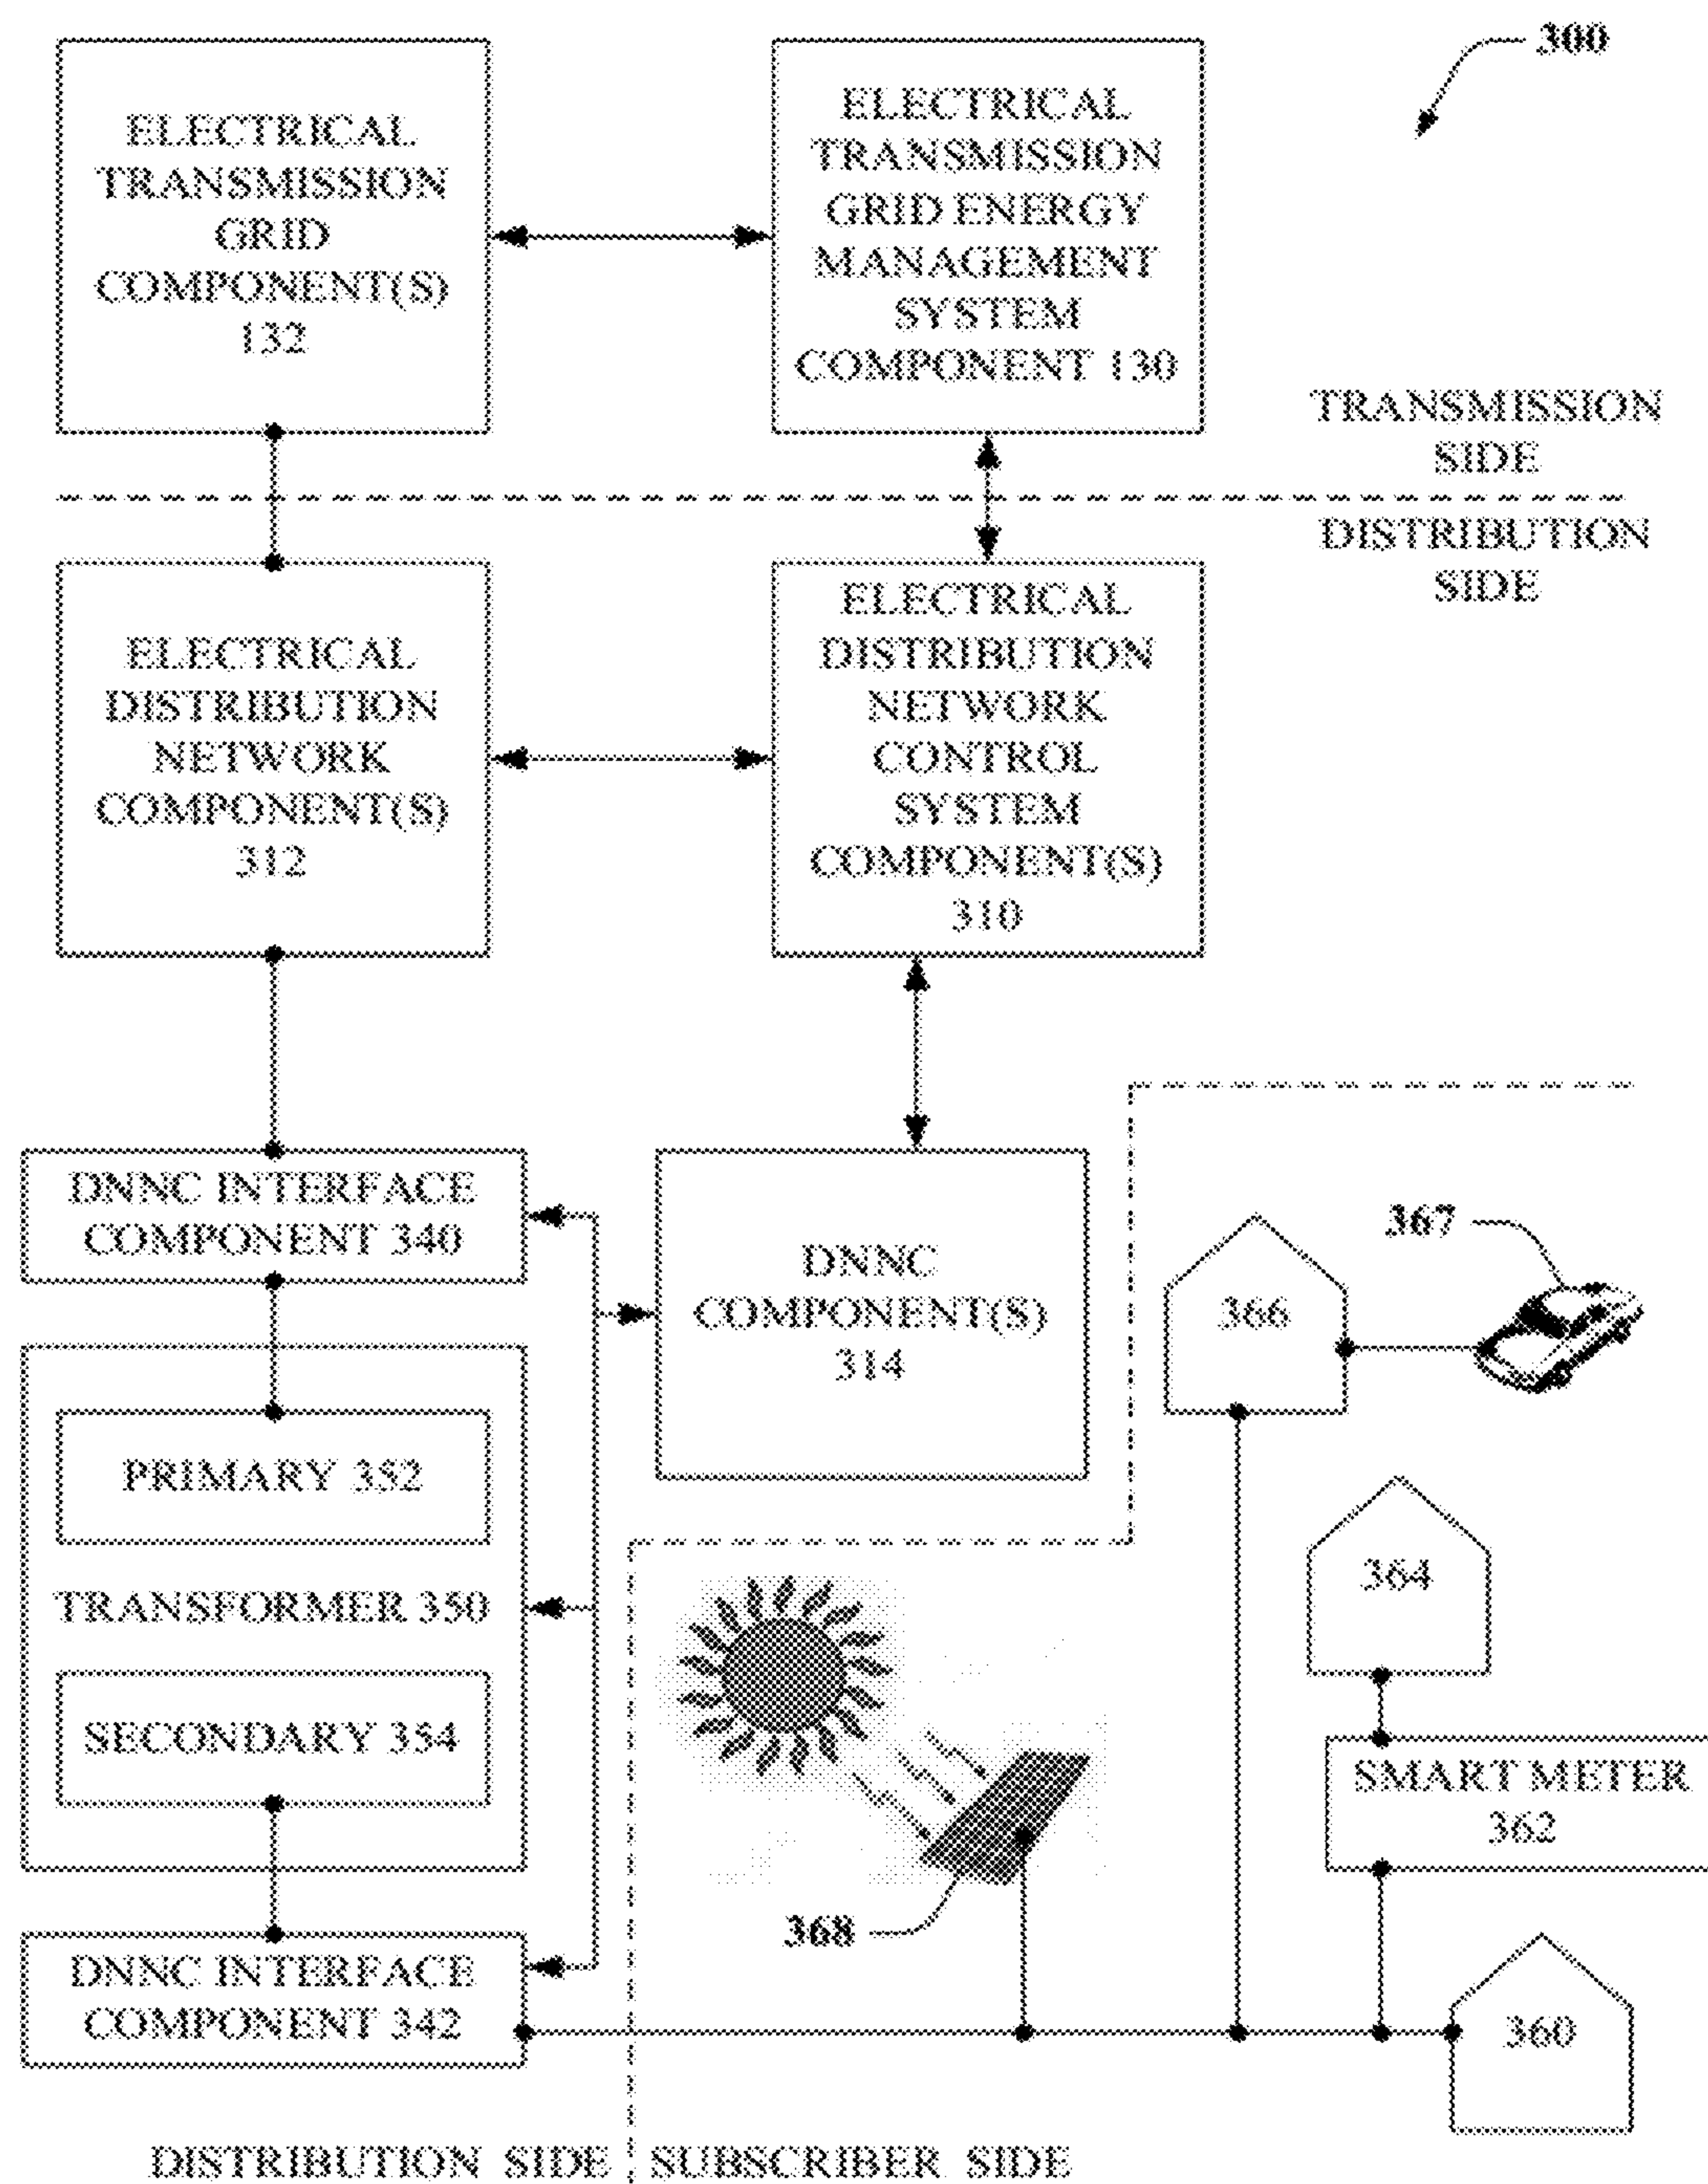 300
ELECTRICAL
TRANSMISSION
GRID
COMPONENT(S)
132
ELECTRICAL
TRANSMISSION
GRID ENERGY
MANAGEMENT
SYSTEM
COMPONENT 130
TRANSMISSION
SIDE
DISTRIBUTION
SIDE
ELECTRICAL
DISTRIBUTION
NETWORK
COMPONENT(S)
312
ELECTRICAL
DISTRIBUTION
NETWORK
CONTROL
SYSTEM
COMPONENT(S)
310
DNNC INTERFACE
COMPONENT 340
DNNC
COMPONENT(S)
314
366
367
PRIMARY 352
TRANSFORMER 350
SECONDARY 354
364
SMART METER
362
368
DNNC INTERFACE
COMPONENT 342
360
DISTRIBUTION SIDE
SUBSCRIBER SIDE